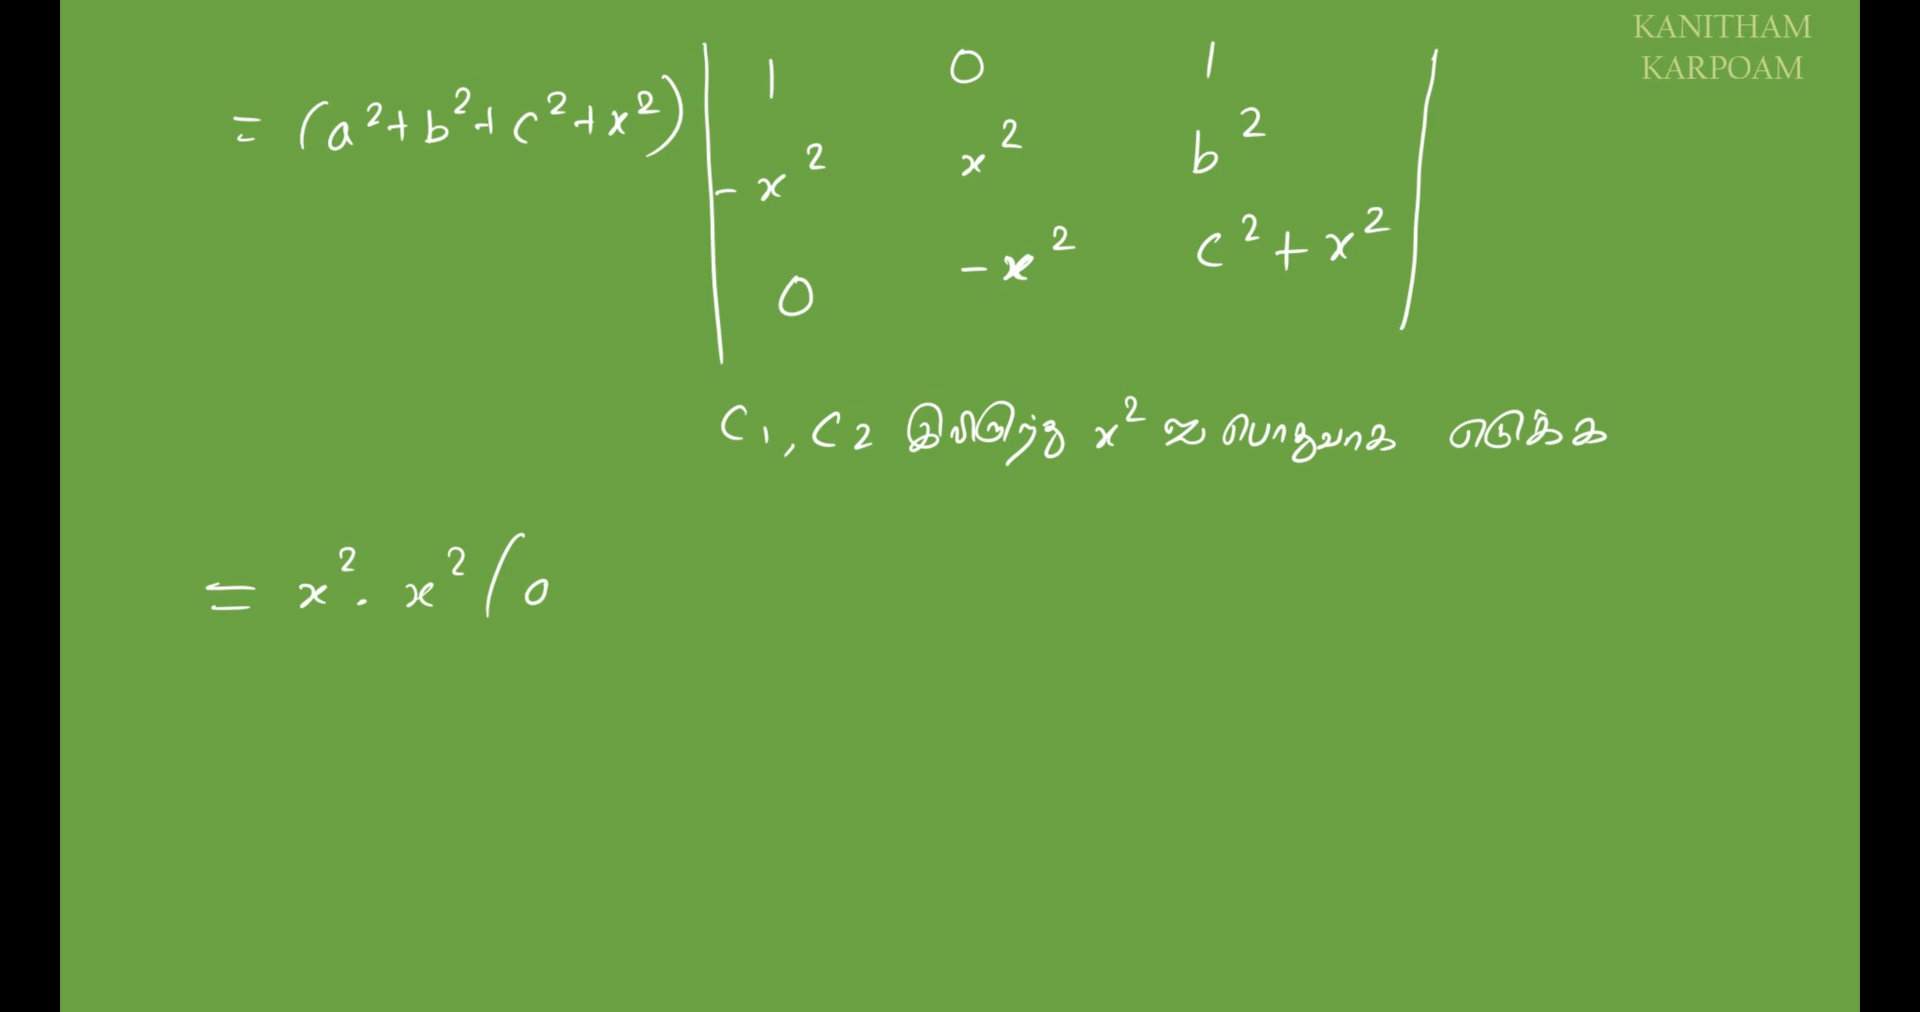 KANITHAM
KARPOAM
= (a²+b²+c²+x²) | 1 0 1 |
-x² x² b²
0 -x² c²+x²
C₁, C₂ இலிருந்து x² ஐ பொதுவாக எடுக்க
= x² . x² (0